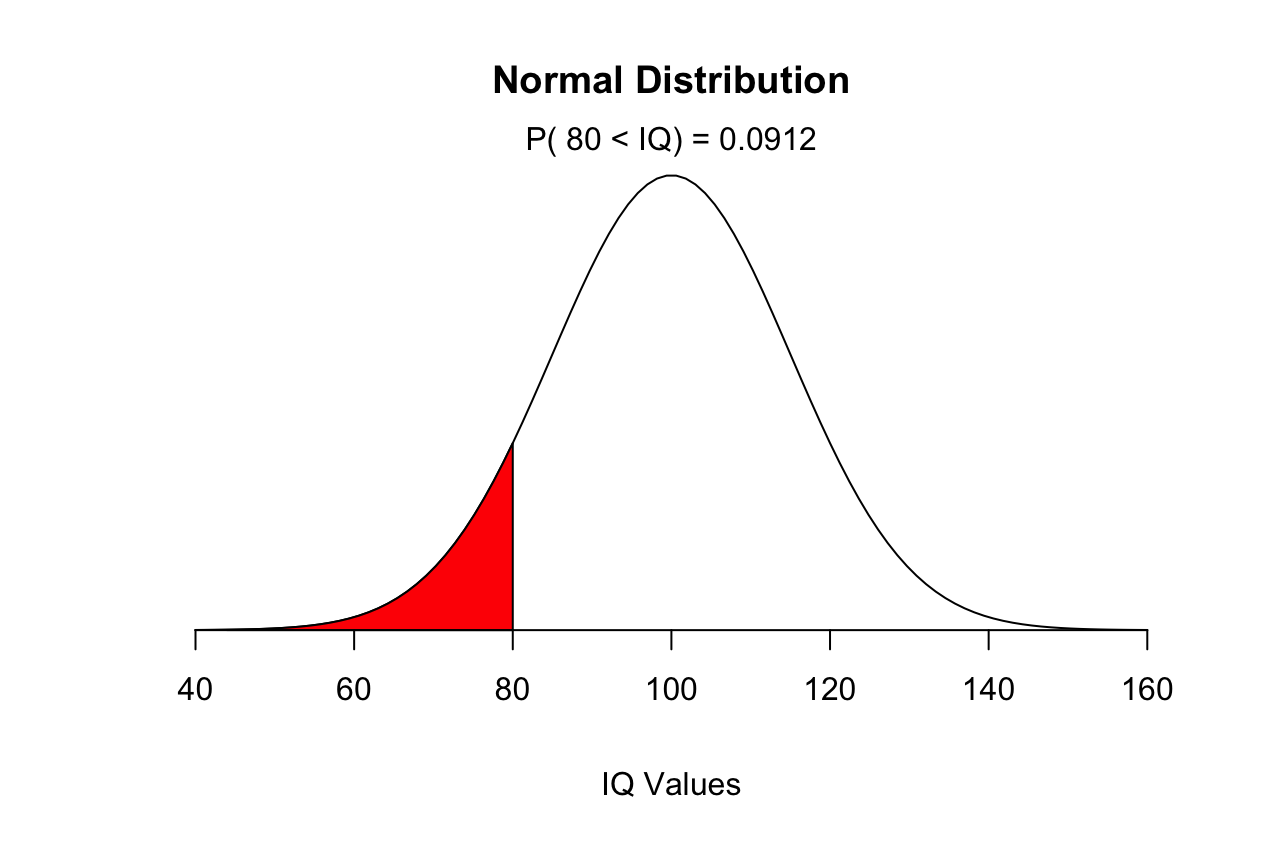 Normal Distribution
P( 80 < IQ) = 0.0912
40 60 80 100 120 140 160
IQ Values